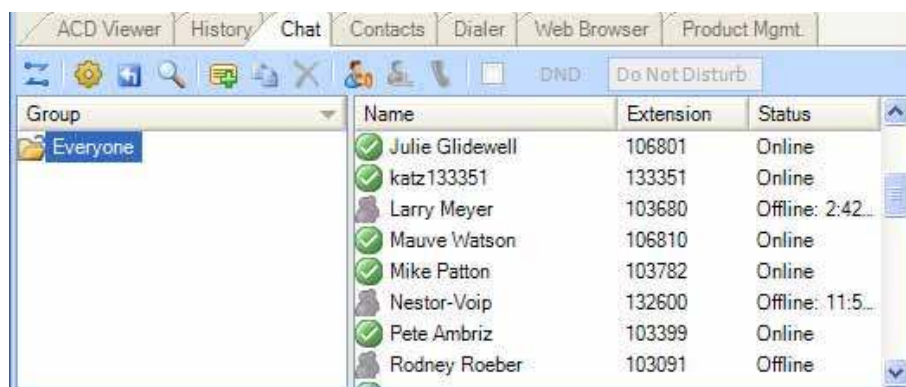 ACD Viewer History Chat Contacts Dialer Web Browser Product Mgmt.
DND Do Not Disturb
Group Name Extension Status
Everyone Julie Glidewell 106801 Online
katz133351 133351 Online
Larry Meyer 103680 Offline: 2:42...
Mauve Watson 106810 Online
Mike Patton 103782 Online
Nestor-Voip 132600 Offline: 11:5...
Pete Ambriz 103399 Online
Rodney Roeber 103091 Offline